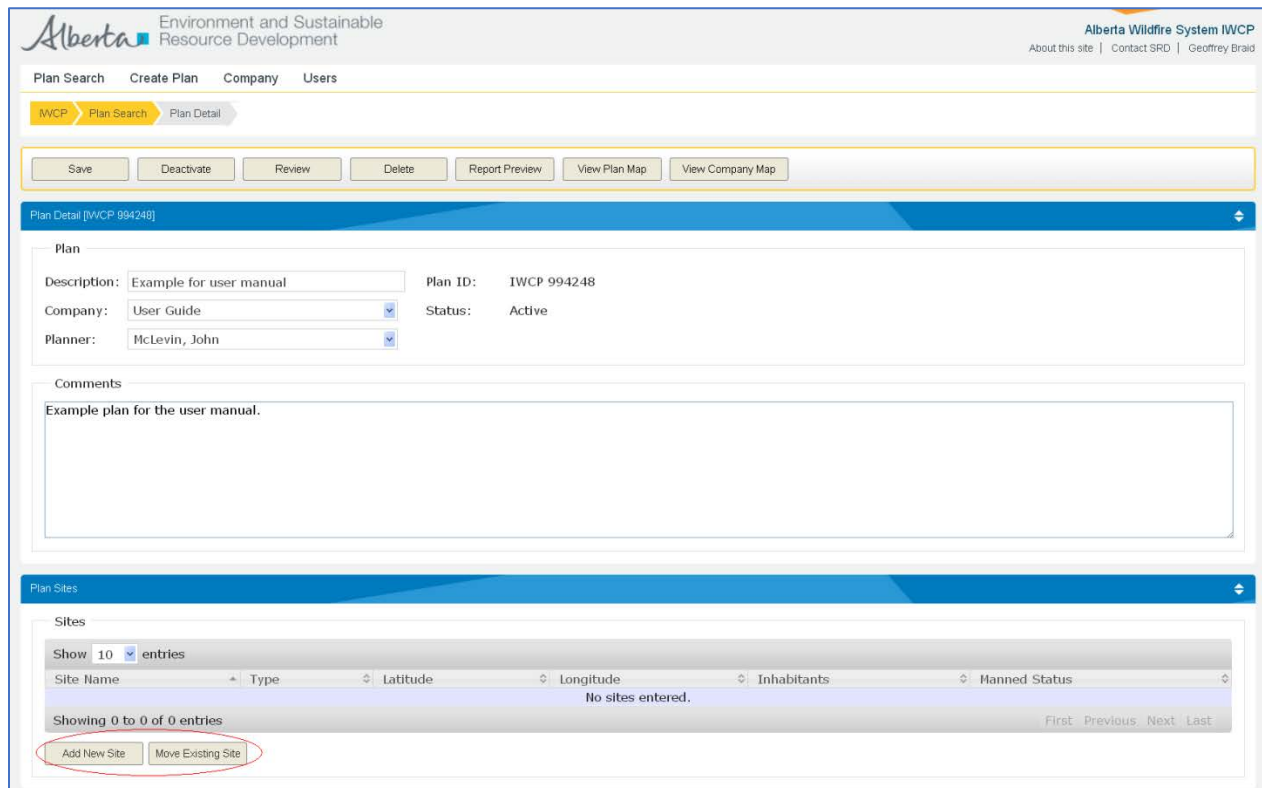 Alberta Environment and Sustainable
Resource Development
Alberta Wildfire System IWCP
About this site | Contact SRD | Geoffrey Braid
Plan Search Create Plan Company Users
IWCP Plan Search Plan Detail
Save Deactivate Review Delete Report Preview View Plan Map View Company Map
Plan Detail [IWCP 994248]
Plan
Description: Example for user manual Plan ID: IWCP 994248
Company: User Guide Status: Active
Planner: McLevin, John
Comments
Example plan for the user manual.
Plan Sites
Sites
Show 10 entries
Site Name Type Latitude Longitude Inhabitants Manned Status
No sites entered.
Showing 0 to 0 of 0 entries First Previous Next Last
Add New Site Move Existing Site